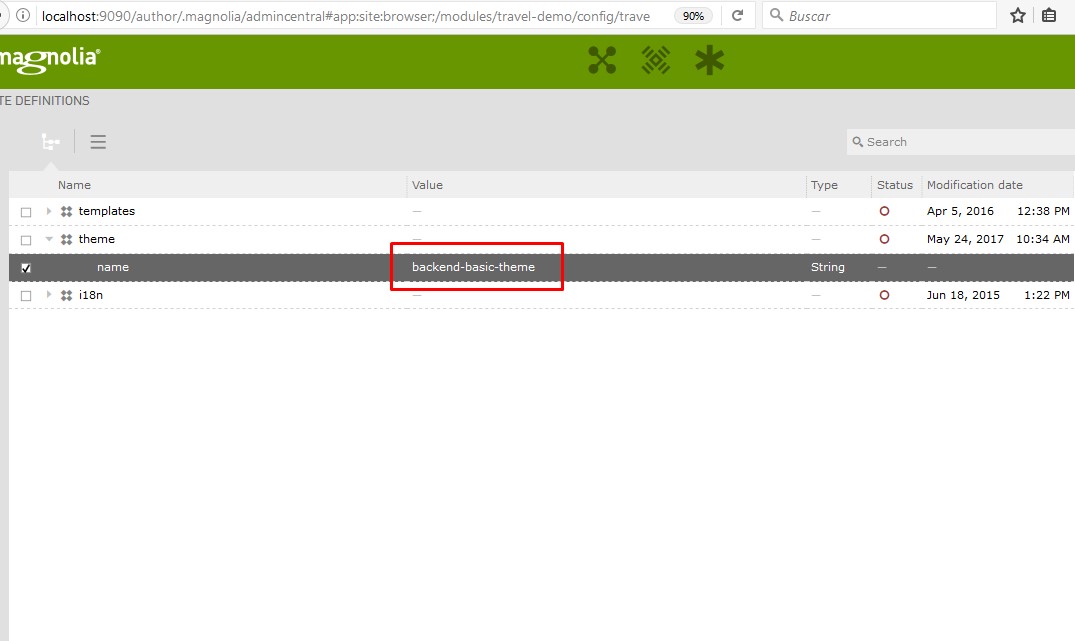 localhost:9090/author/.magnolia/admincentral#app:site:browser;/modules/travel-demo/config/trave 90% Buscar
magnolia®
TE DEFINITIONS
Search
Name Value Type Status Modification date
templates — — Apr 5, 2016 12:38 PM
theme — — May 24, 2017 10:34 AM
name backend-basic-theme String — —
i18n — — Jun 18, 2015 1:22 PM